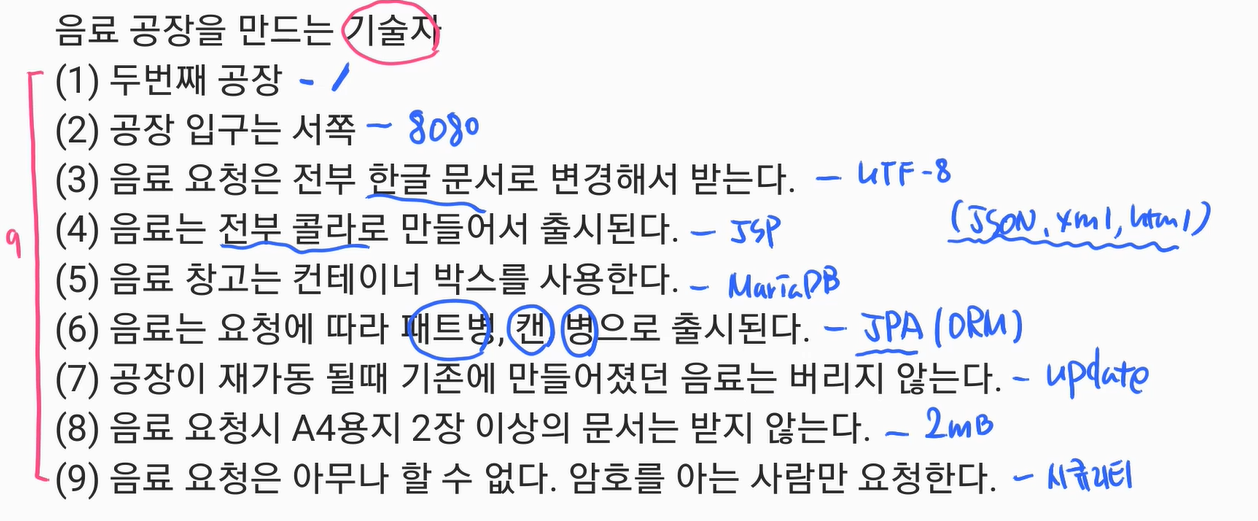 음료 공장을 만드는 기술자
(1) 두번째 공장 - /
(2) 공장 입구는 서쪽 - 8080
(3) 음료 요청은 전부 한글 문서로 변경해서 받는다. - UTF-8
(4) 음료는 전부 콜라로 만들어서 출시된다. - JSP (JSON, xml, html)
(5) 음료 창고는 컨테이너 박스를 사용한다. - MariaDB
(6) 음료는 요청에 따라 패트병, 캔, 병으로 출시된다. - JPA (ORM)
(7) 공장이 재가동 될때 기존에 만들어졌던 음료는 버리지 않는다. - update
(8) 음료 요청시 A4용지 2장 이상의 문서는 받지 않는다. - 2mB
(9) 음료 요청은 아무나 할 수 없다. 암호를 아는 사람만 요청한다. - 시큐리티
9